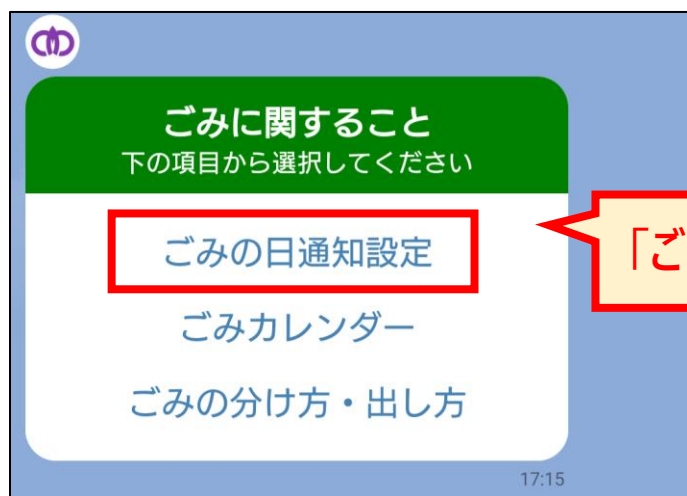 ごみに関すること
下の項目から選択してください
ごみの日通知設定
「ご
ごみカレンダー
ごみの分け方・出し方
17:15